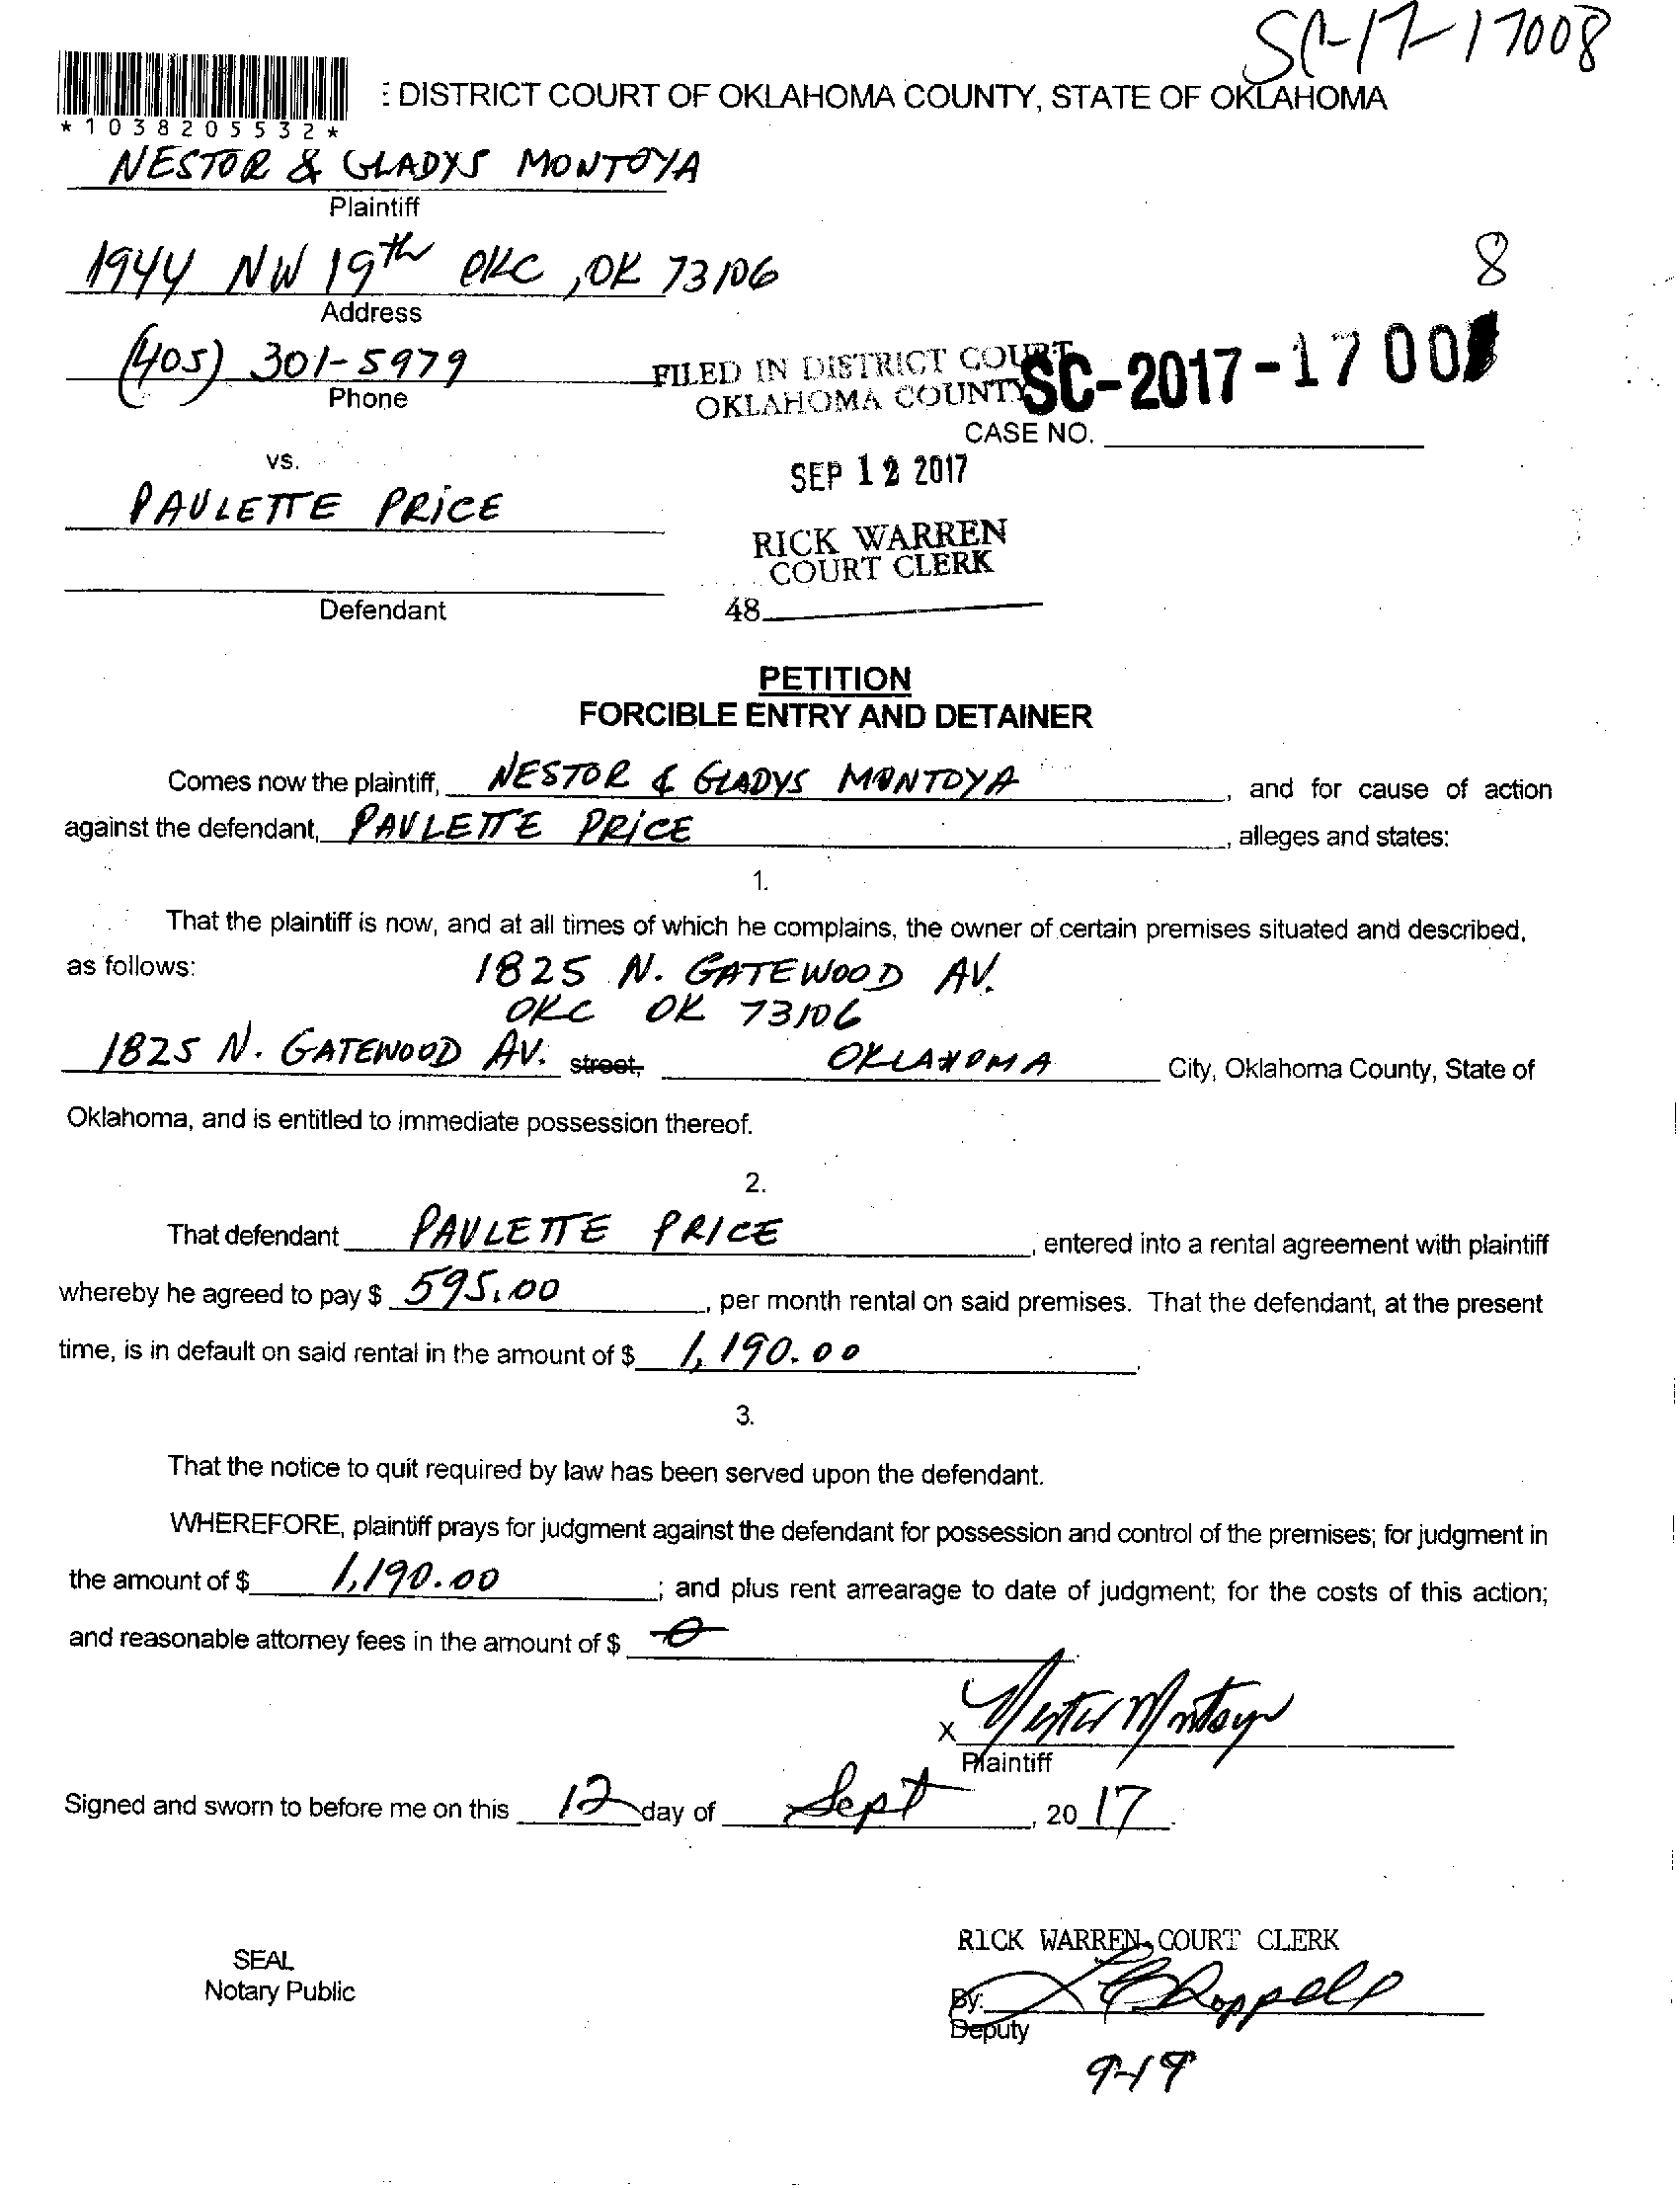 SC-17-17008
: DISTRICT COURT OF OKLAHOMA COUNTY, STATE OF OKLAHOMA
*1038205532*
NESTOR & GLADYS MONTOYA
Plaintiff
1944 NW 19th OKC, OK 73106
8
Address
(405) 301-5979
Phone
FILED IN DISTRICT COURT
OKLAHOMA COUNTY
SC-2017-1700
CASE NO.
vs.
SEP 12 2017
PAULETTE PRICE
RICK WARREN
COURT CLERK
Defendant
48
PETITION
FORCIBLE ENTRY AND DETAINER
Comes now the plaintiff, NESTOR & GLADYS MONTOYA, and for cause of action
against the defendant, PAULETTE PRICE, alleges and states:
1.
That the plaintiff is now, and at all times of which he complains, the owner of certain premises situated and described,
as follows: 1825 N. GATEWOOD AV.
OKC OK 73106
1825 N. GATEWOOD AV. street, OKLAHOMA City, Oklahoma County, State of
Oklahoma, and is entitled to immediate possession thereof.
2.
That defendant PAULETTE PRICE, entered into a rental agreement with plaintiff
whereby he agreed to pay $ 595.00, per month rental on said premises. That the defendant, at the present
time, is in default on said rental in the amount of $ 1,190.00.
3.
That the notice to quit required by law has been served upon the defendant.
WHEREFORE, plaintiff prays for judgment against the defendant for possession and control of the premises; for judgment in
the amount of $ 1,190.00; and plus rent arrearage to date of judgment; for the costs of this action;
and reasonable attorney fees in the amount of $ 0.
X Nestor Montoya
Plaintiff
Signed and sworn to before me on this 12 day of Sept, 2017.
RICK WARREN, COURT CLERK
SEAL
Notary Public
By:
Deputy
9-19